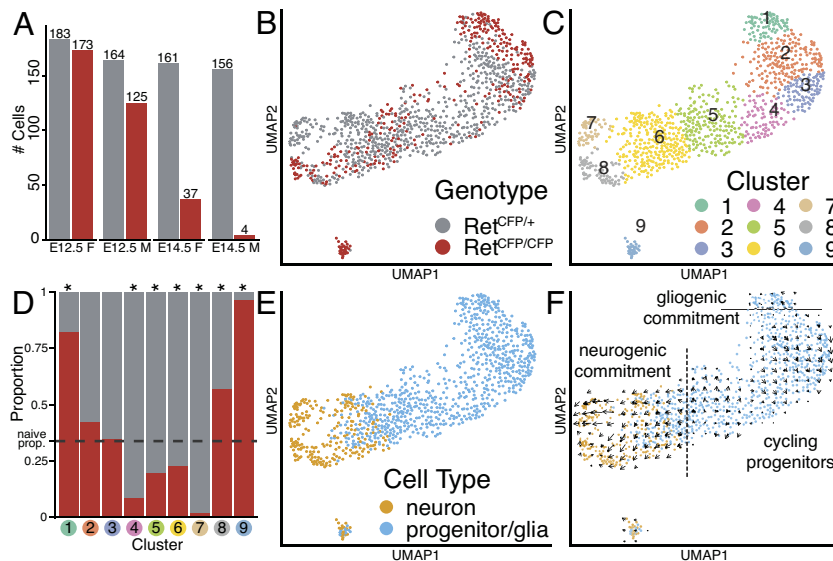 A
# Cells
150
100
50
0
183
173
164
125
161
37
156
4
E12.5 F
E12.5 M
E14.5 F
E14.5 M
B
UMAP2
UMAP1
Genotype
Ret^CFP/+
Ret^CFP/CFP
C
UMAP2
UMAP1
1
2
3
4
5
6
7
8
9
Cluster
1 4 7
2 5 8
3 6 9
D
Proportion
1
0.75
0.5
naive
prop.
0.25
0
* * * * * * *
1 2 3 4 5 6 7 8 9
Cluster
E
UMAP2
UMAP1
Cell Type
neuron
progenitor/glia
F
gliogenic
commitment
neurogenic
commitment
cycling
progenitors
UMAP1